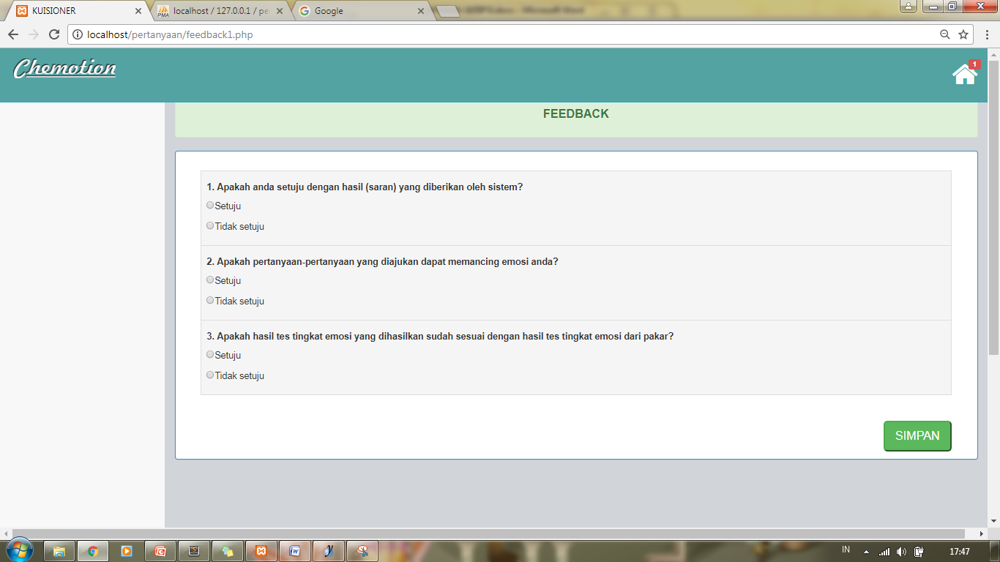 KUISIONER
localhost / 127.0.0.1 / pe
Google
localhost/pertanyaan/feedback1.php
Chemotion
1
FEEDBACK
1. Apakah anda setuju dengan hasil (saran) yang diberikan oleh sistem?
Setuju
Tidak setuju
2. Apakah pertanyaan-pertanyaan yang diajukan dapat memancing emosi anda?
Setuju
Tidak setuju
3. Apakah hasil tes tingkat emosi yang dihasilkan sudah sesuai dengan hasil tes tingkat emosi dari pakar?
Setuju
Tidak setuju
SIMPAN
IN
17:47